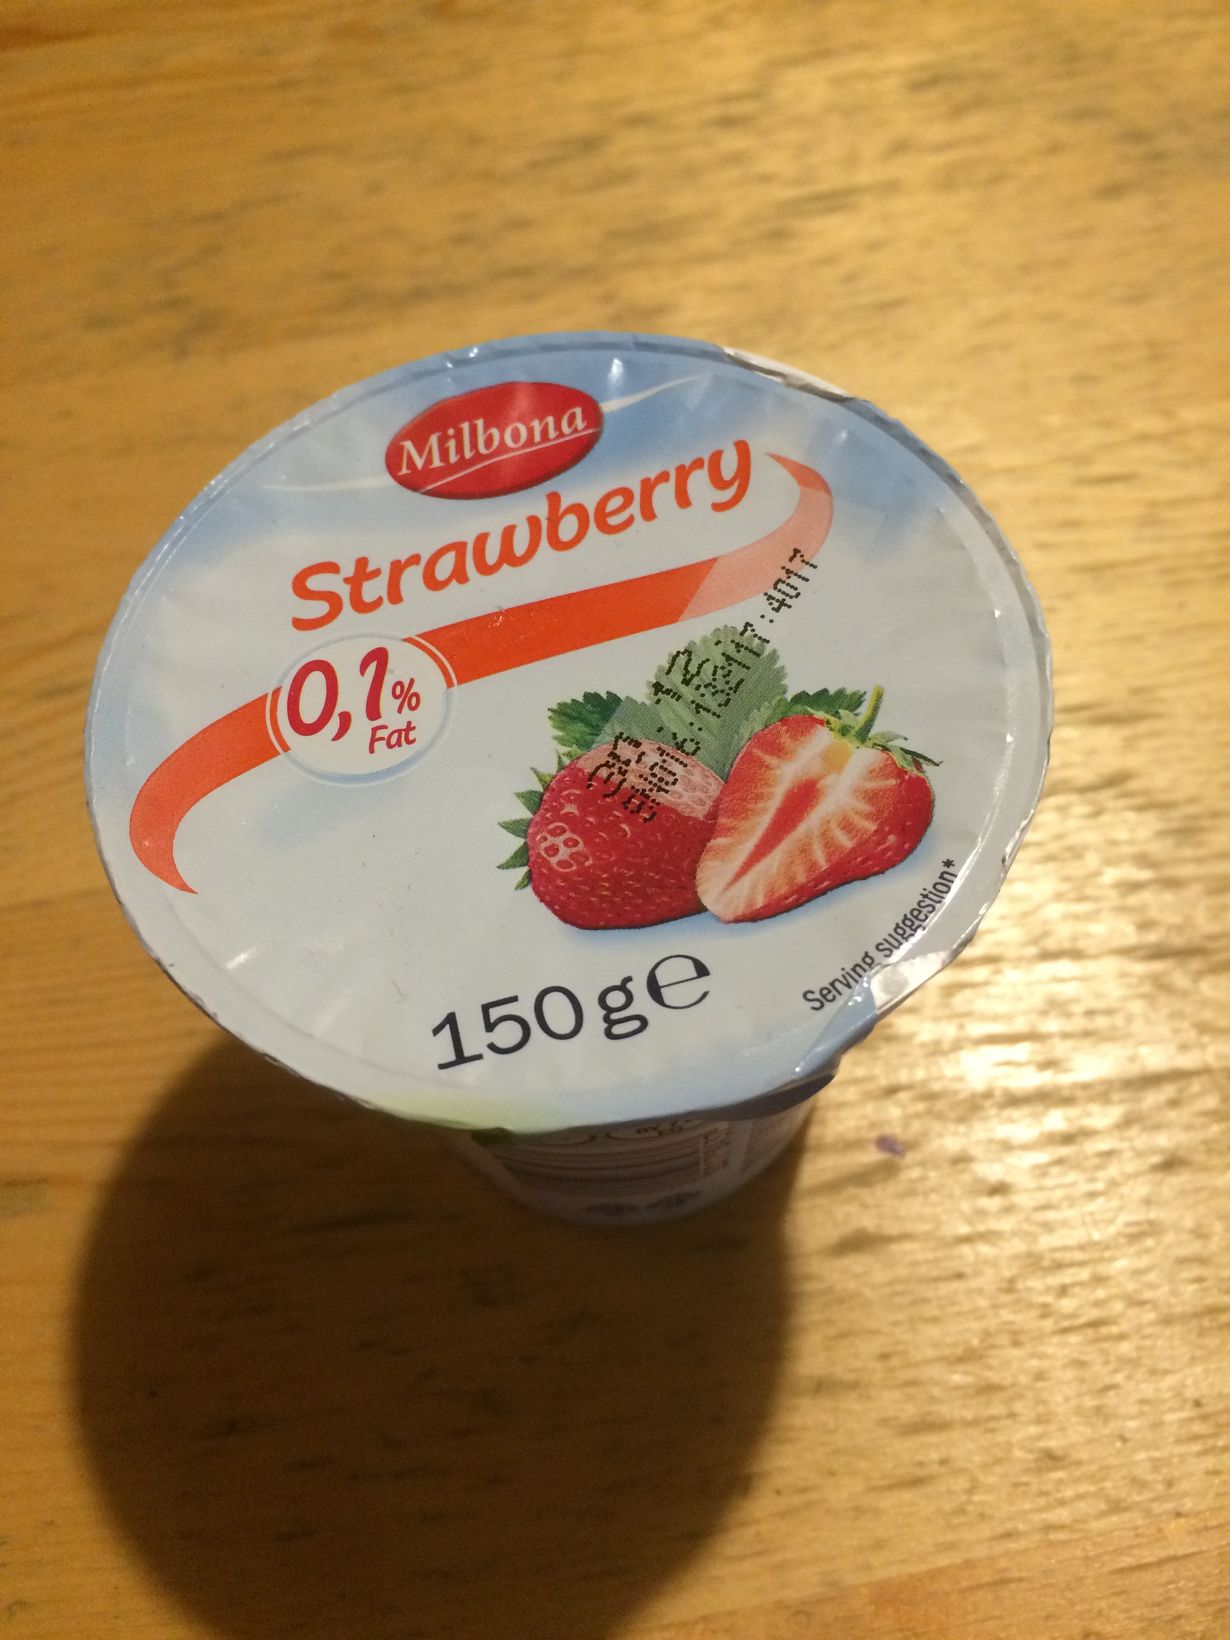 Milbona
Strawberry
0,1%
Fat
150g℮
Serving suggestion*